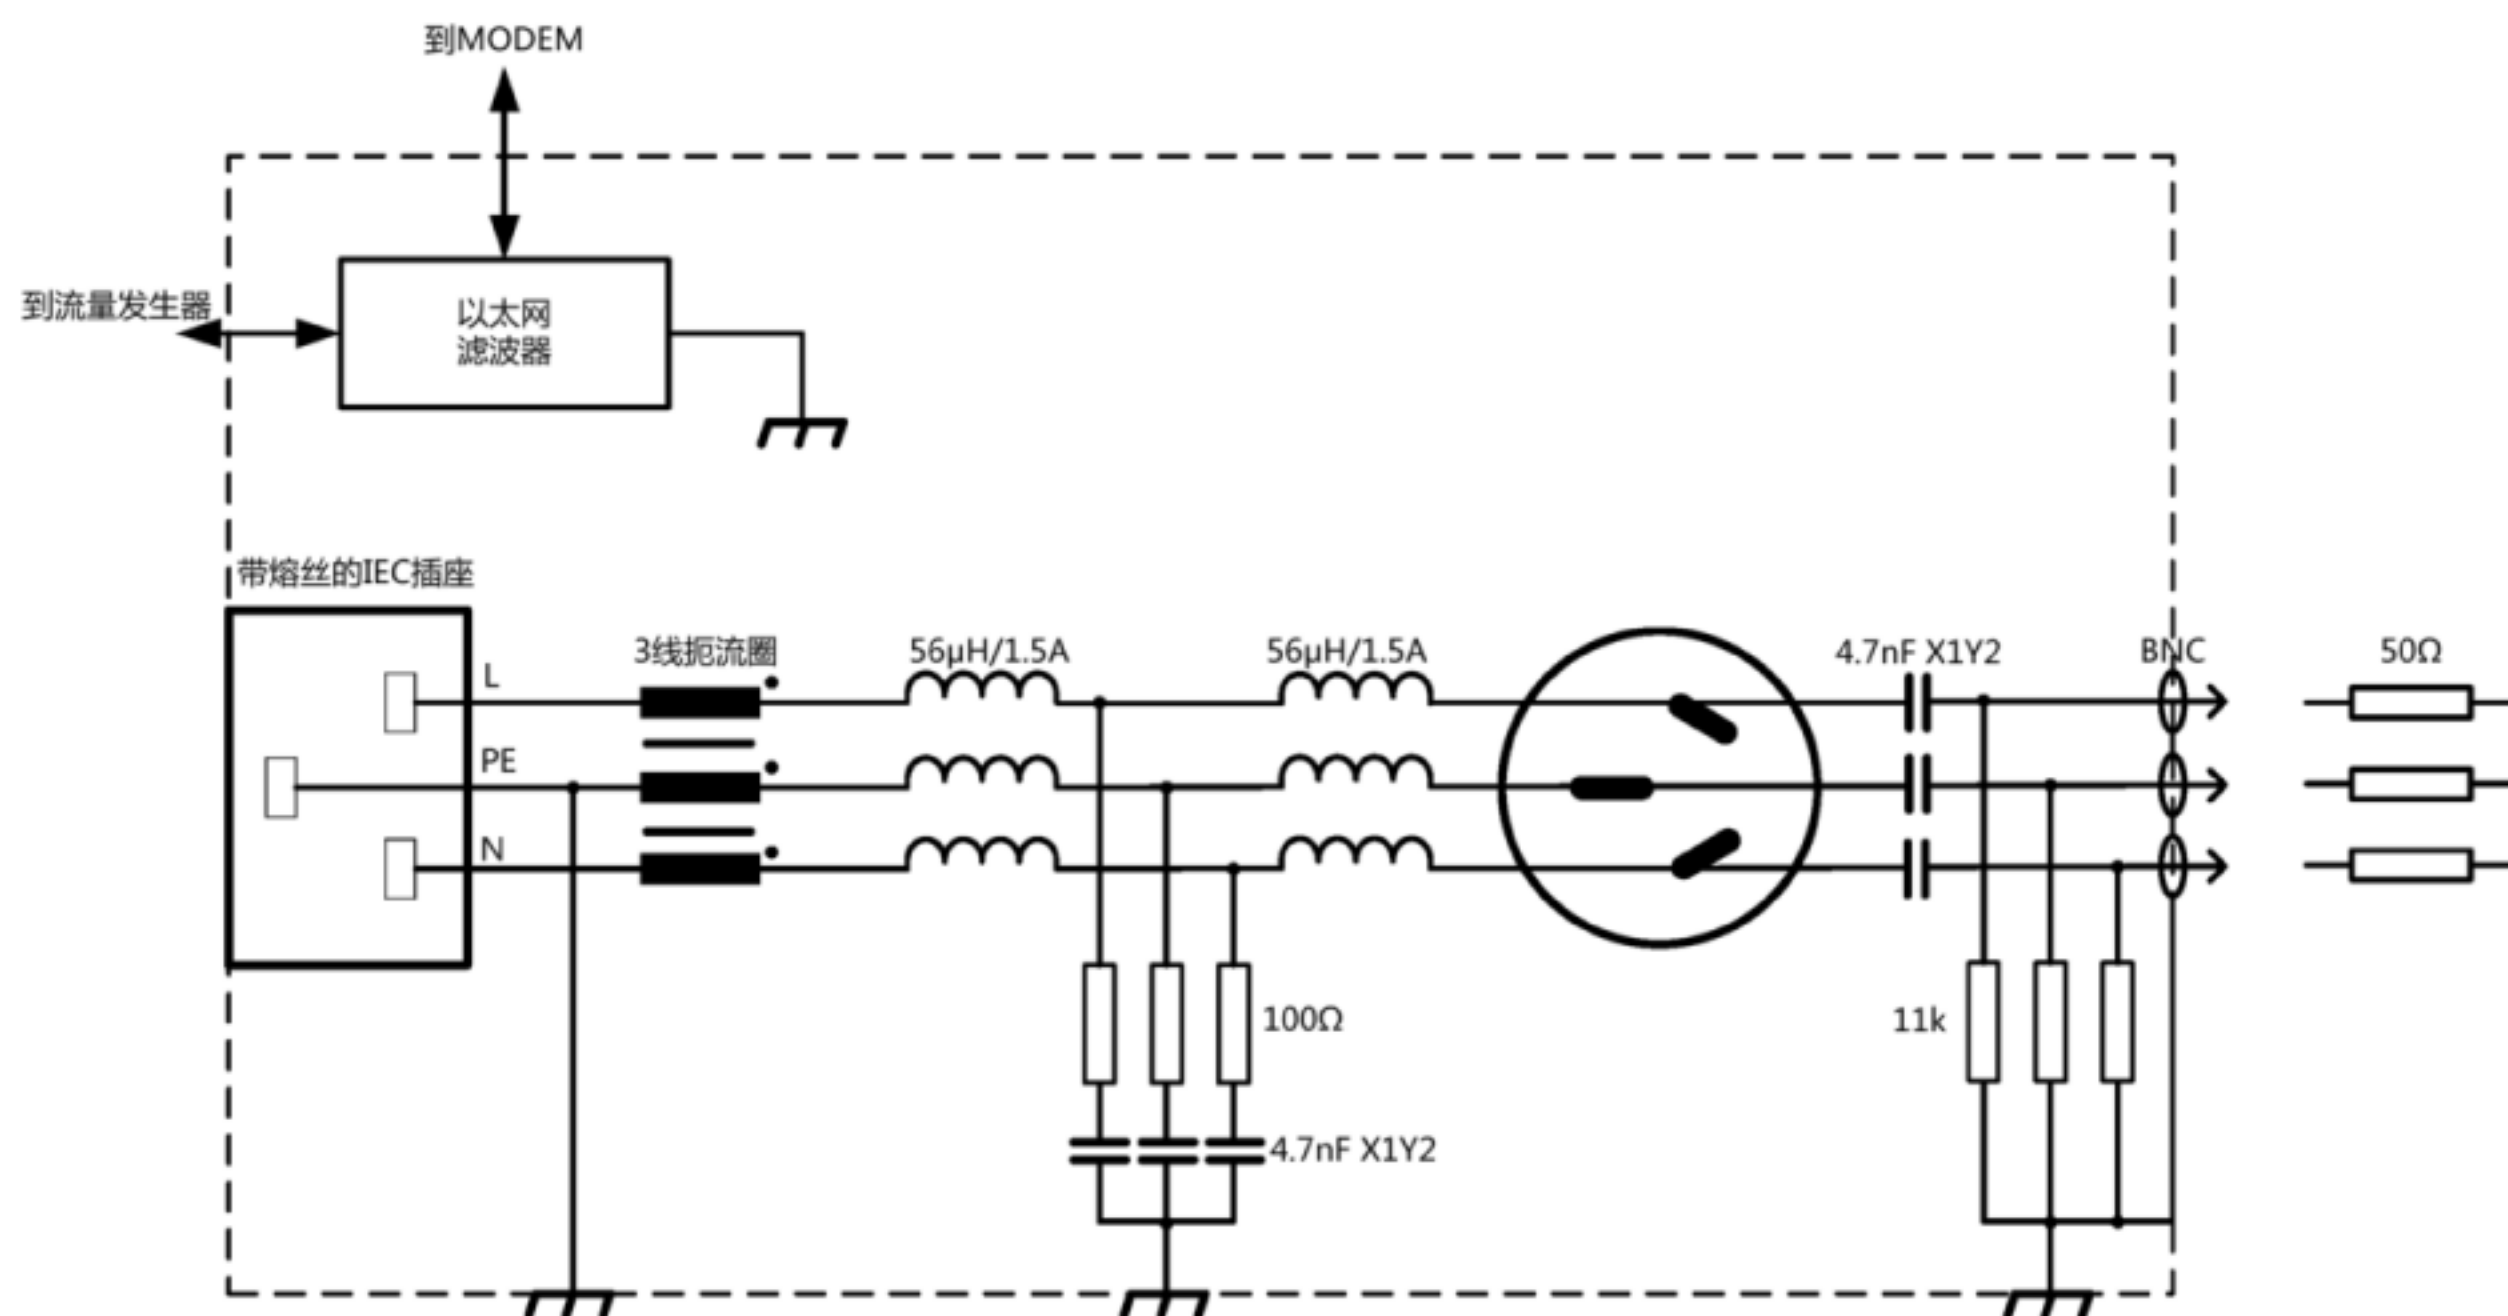 到MODEM
到流量发生器
以太网
滤波器
带熔丝的IEC插座
L
PE
N
3线扼流圈
56μH/1.5A
56μH/1.5A
4.7nF X1Y2
BNC
50Ω
100Ω
11k
4.7nF X1Y2